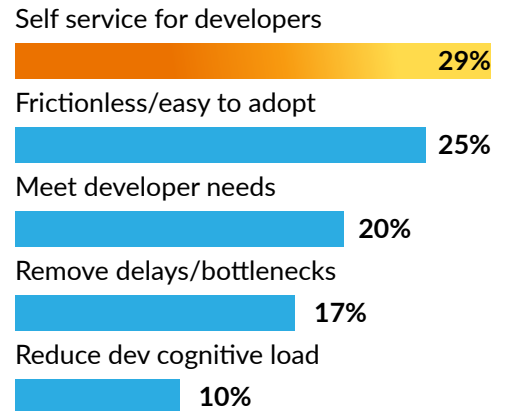 Self service for developers
29%
Frictionless/easy to adopt
25%
Meet developer needs
20%
Remove delays/bottlenecks
17%
Reduce dev cognitive load
10%